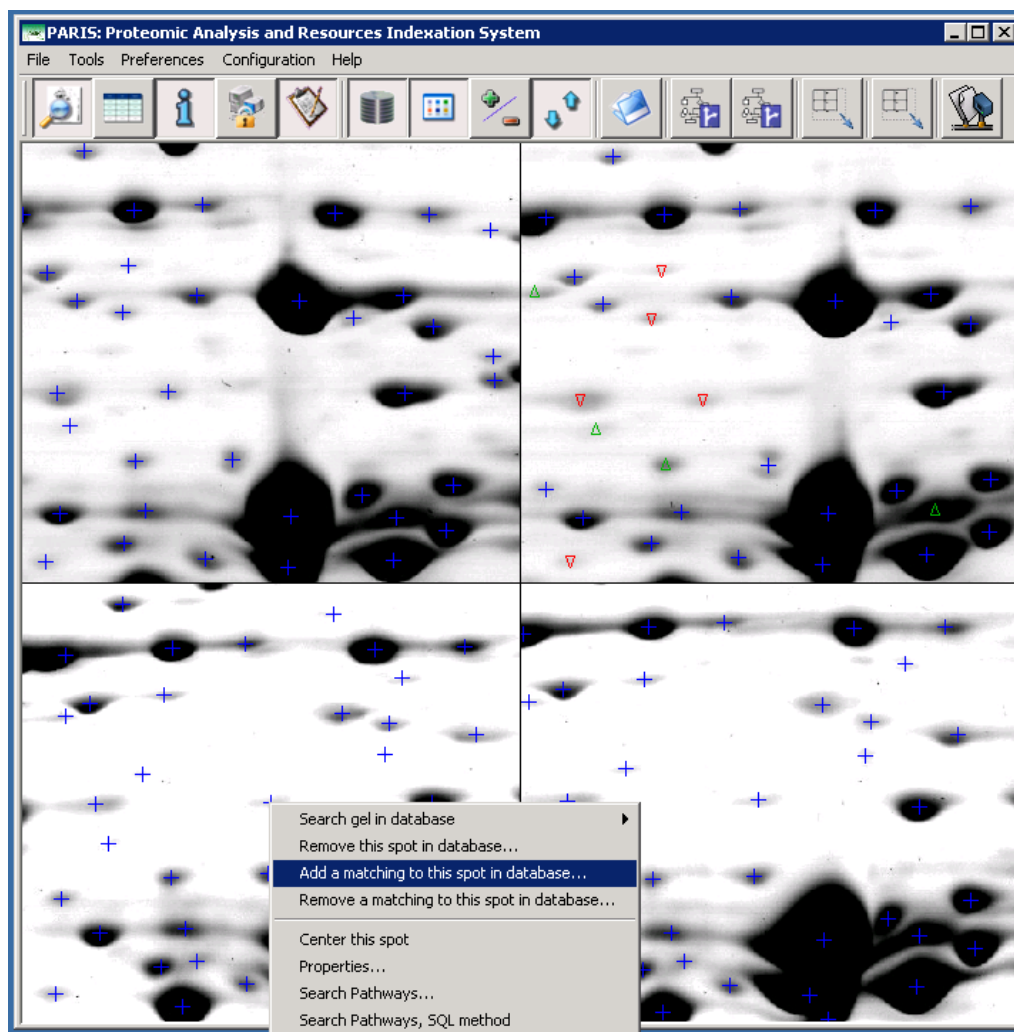 PARIS: Proteomic Analysis and Resources Indexation System
File Tools Preferences Configuration Help
Search gel in database
Remove this spot in database...
Add a matching to this spot in database...
Remove a matching to this spot in database...
Center this spot
Properties...
Search Pathways...
Search Pathways, SQL method